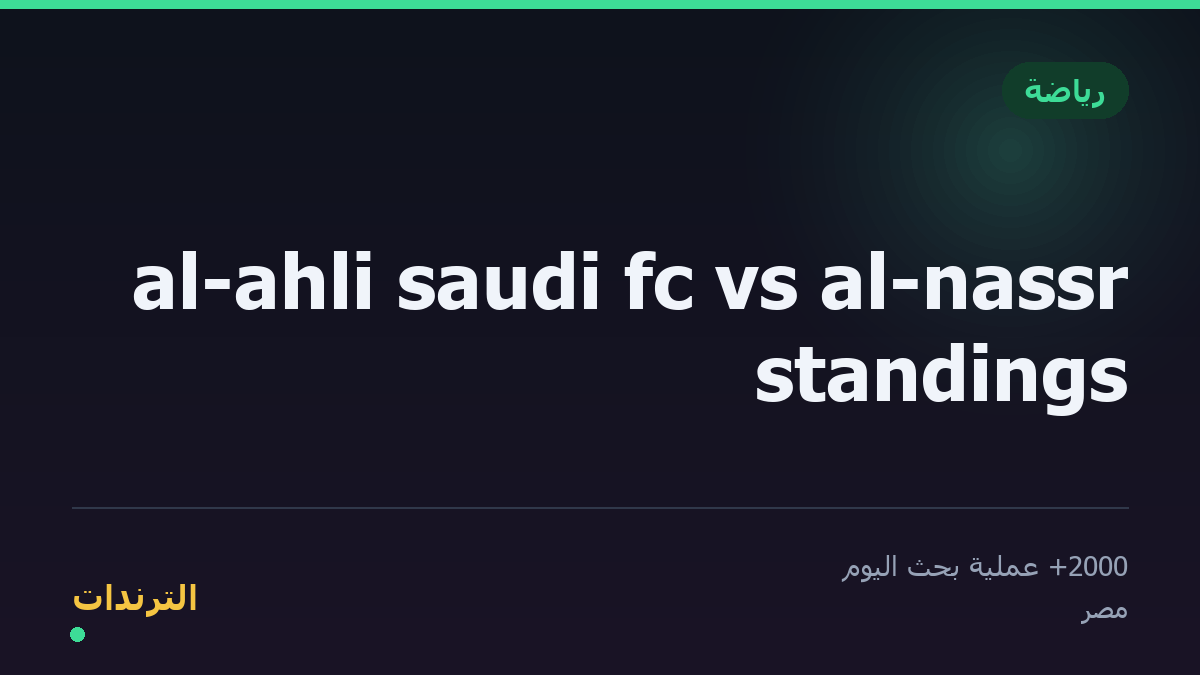 رياضة
al-ahli saudi fc vs al-nassr
standings
2000+ عملية بحث اليوم
مصر
الترندات